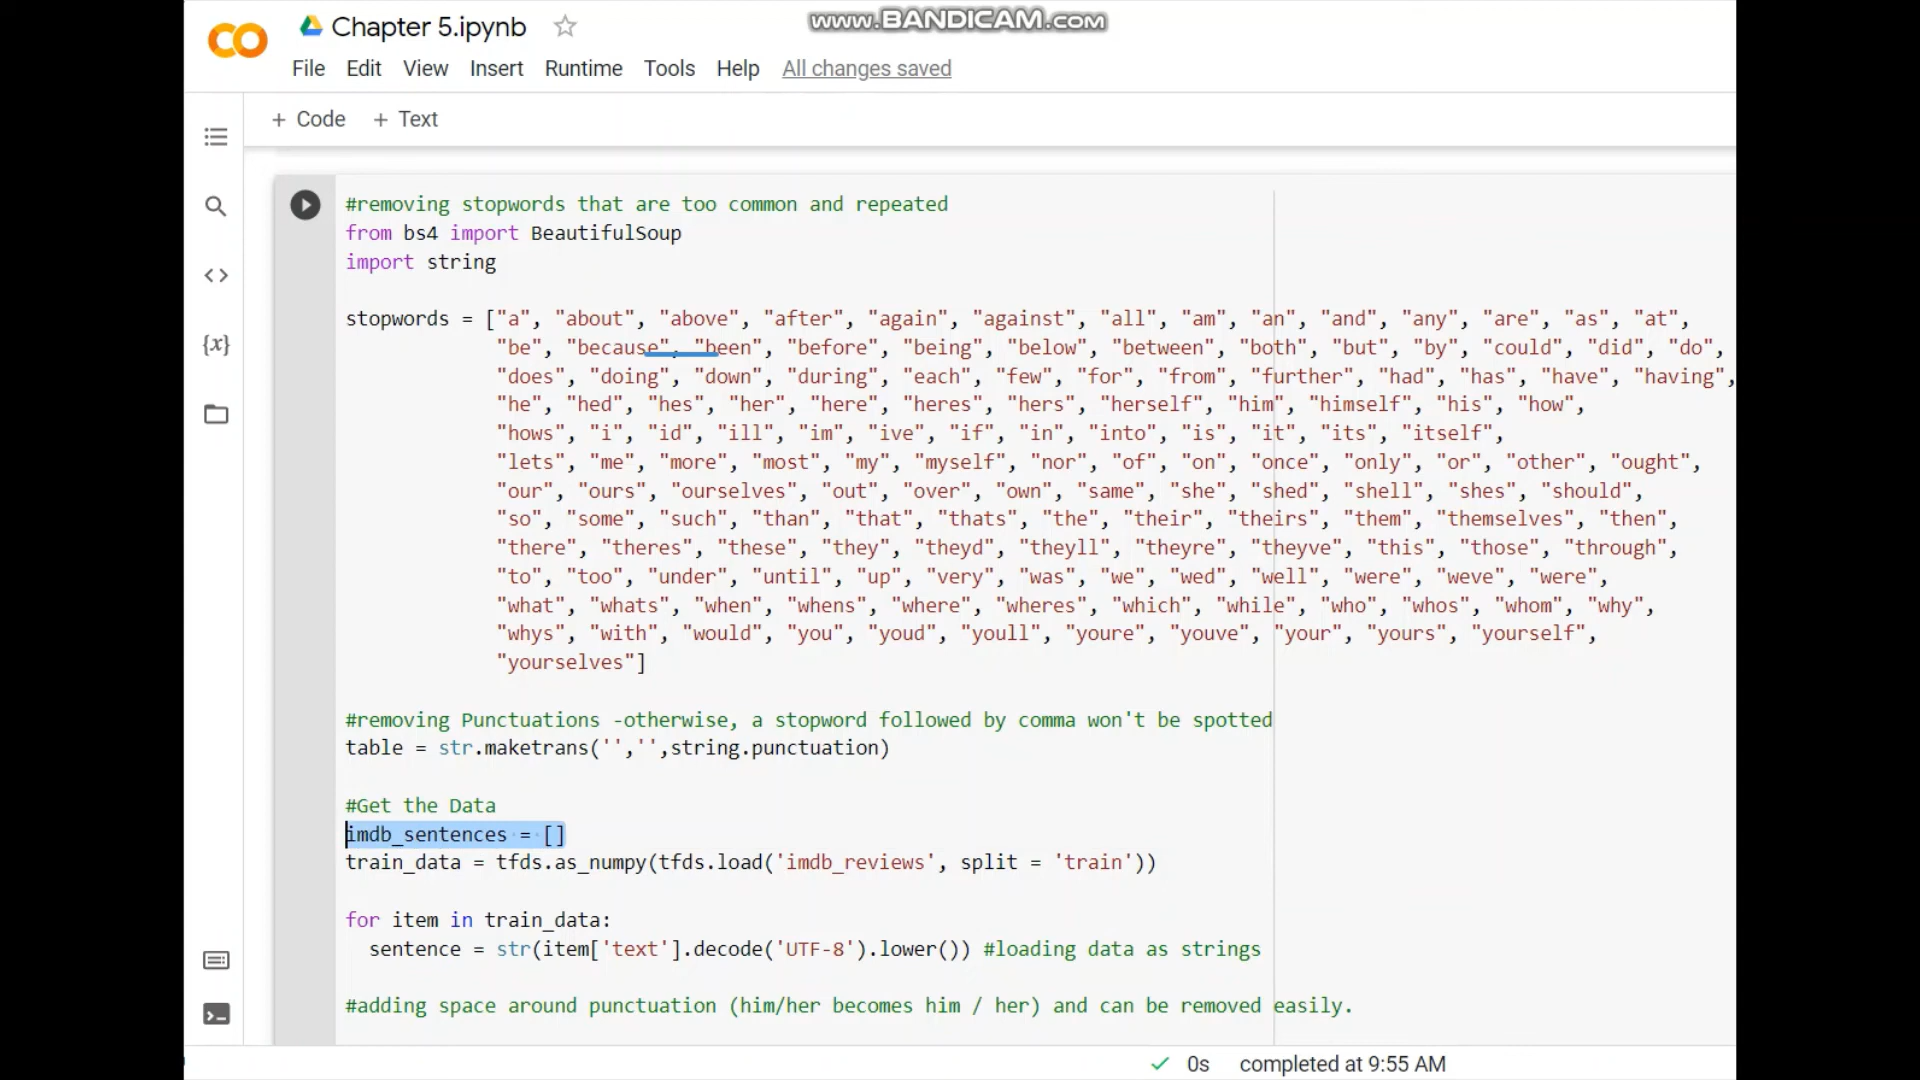 Chapter 5.ipynb
www.BANDICAM.com
File Edit View Insert Runtime Tools Help All changes saved
+ Code + Text
#removing stopwords that are too common and repeated
from bs4 import BeautifulSoup
import string
stopwords = ["a", "about", "above", "after", "again", "against", "all", "am", "an", "and", "any", "are", "as", "at",
"be", "because", "been", "before", "being", "below", "between", "both", "but", "by", "could", "did", "do",
"does", "doing", "down", "during", "each", "few", "for", "from", "further", "had", "has", "have", "having",
"he", "hed", "hes", "her", "here", "heres", "hers", "herself", "him", "himself", "his", "how",
"hows", "i", "id", "ill", "im", "ive", "if", "in", "into", "is", "it", "its", "itself",
"lets", "me", "more", "most", "my", "myself", "nor", "of", "on", "once", "only", "or", "other", "ought",
"our", "ours", "ourselves", "out", "over", "own", "same", "she", "shed", "shell", "shes", "should",
"so", "some", "such", "than", "that", "thats", "the", "their", "theirs", "them", "themselves", "then",
"there", "theres", "these", "they", "theyd", "theyll", "theyre", "theyve", "this", "those", "through",
"to", "too", "under", "until", "up", "very", "was", "we", "wed", "well", "were", "weve", "were",
"what", "whats", "when", "whens", "where", "wheres", "which", "while", "who", "whos", "whom", "why",
"whys", "with", "would", "you", "youd", "youll", "youre", "youve", "your", "yours", "yourself",
"yourselves"]
#removing Punctuations -otherwise, a stopword followed by comma won't be spotted
table = str.maketrans('','',string.punctuation)
#Get the Data
imdb_sentences = []
train_data = tfds.as_numpy(tfds.load('imdb_reviews', split = 'train'))
for item in train_data:
sentence = str(item['text'].decode('UTF-8').lower()) #loading data as strings
#adding space around punctuation (him/her becomes him / her) and can be removed easily.
0s completed at 9:55 AM